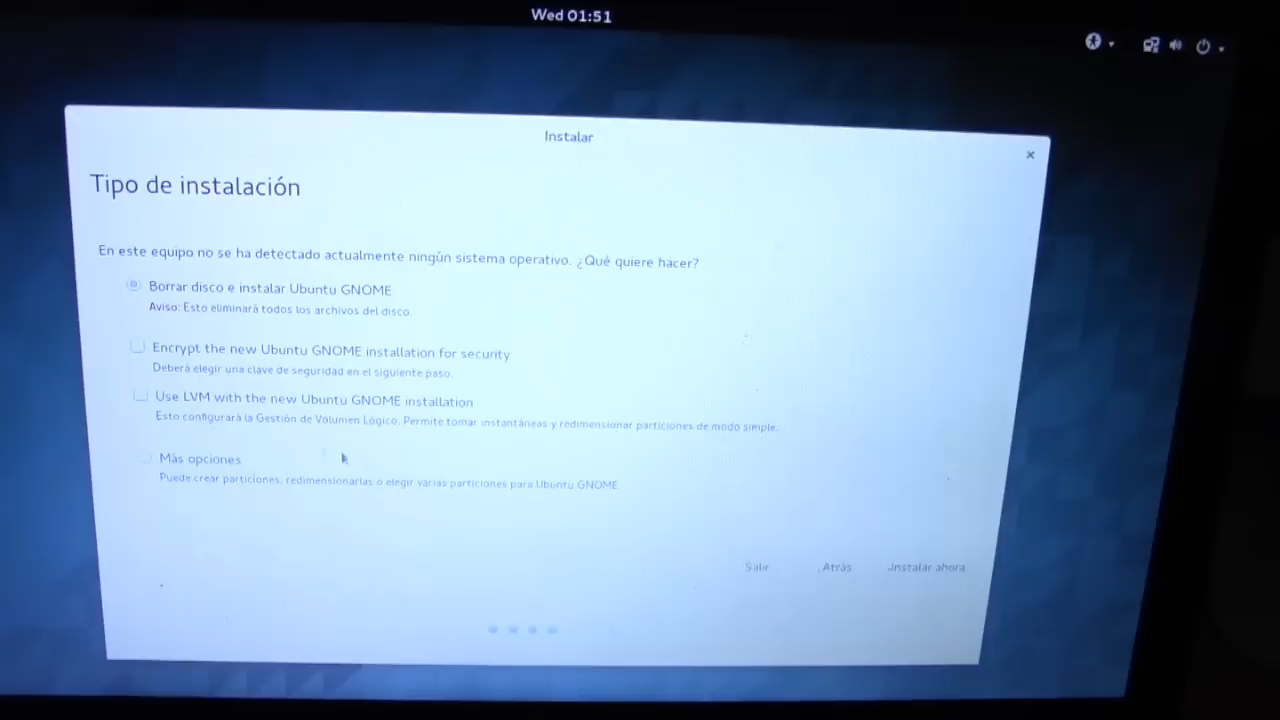 Wed 01:51
Instalar
Tipo de instalación
En este equipo no se ha detectado actualmente ningún sistema operativo. ¿Qué quiere hacer?
Borrar disco e instalar Ubuntu GNOME
Aviso: Esto eliminará todos los archivos del disco.
Encrypt the new Ubuntu GNOME installation for security
Deberá elegir una clave de seguridad en el siguiente paso.
Use LVM with the new Ubuntu GNOME installation
Esto configurará la Gestión de Volumen Lógico. Permite tomar instantáneas y redimensionar particiones de modo simple.
Más opciones
Puede crear particiones, redimensionarlas o elegir varias particiones para Ubuntu GNOME
Salir Atrás Instalar ahora